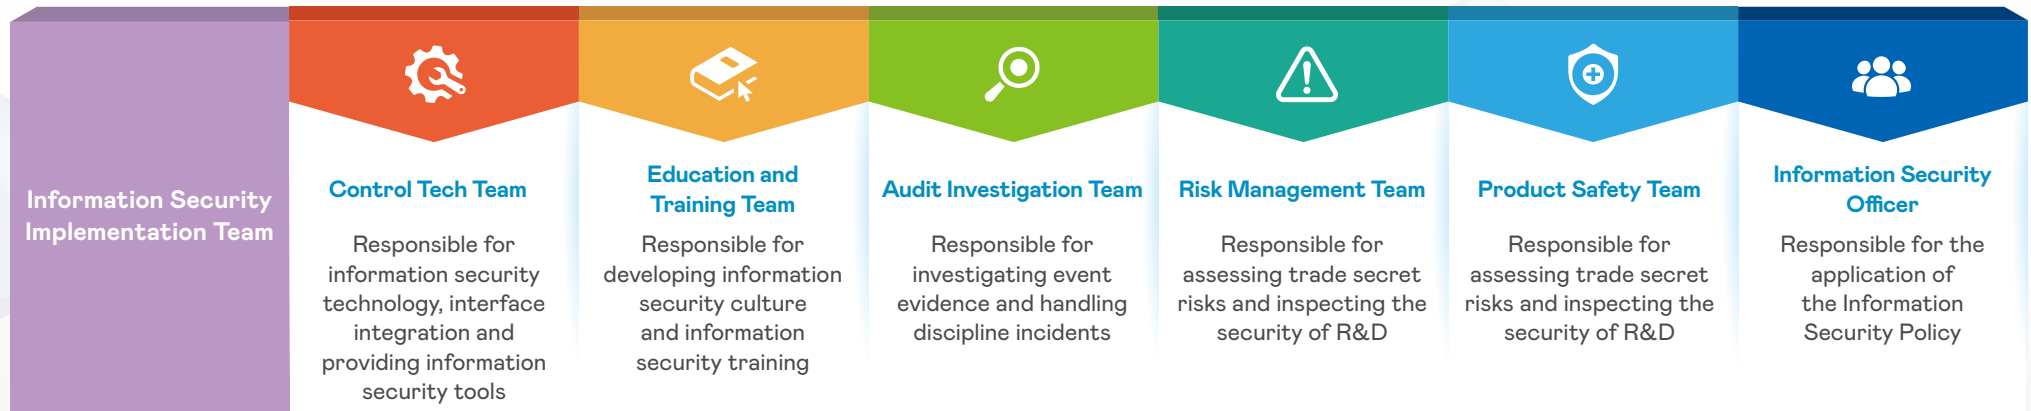 Information Security
Implementation Team
Control Tech Team
Responsible for
information security
technology, interface
integration and
providing information
security tools
Education and
Training Team
Responsible for
developing information
security culture
and information
security training
Audit Investigation Team
Responsible for
investigating event
evidence and handling
discipline incidents
Risk Management Team
Responsible for
assessing trade secret
risks and inspecting the
security of R&D
Product Safety Team
Responsible for
assessing trade secret
risks and inspecting the
security of R&D
Information Security
Officer
Responsible for the
application of
the Information
Security Policy